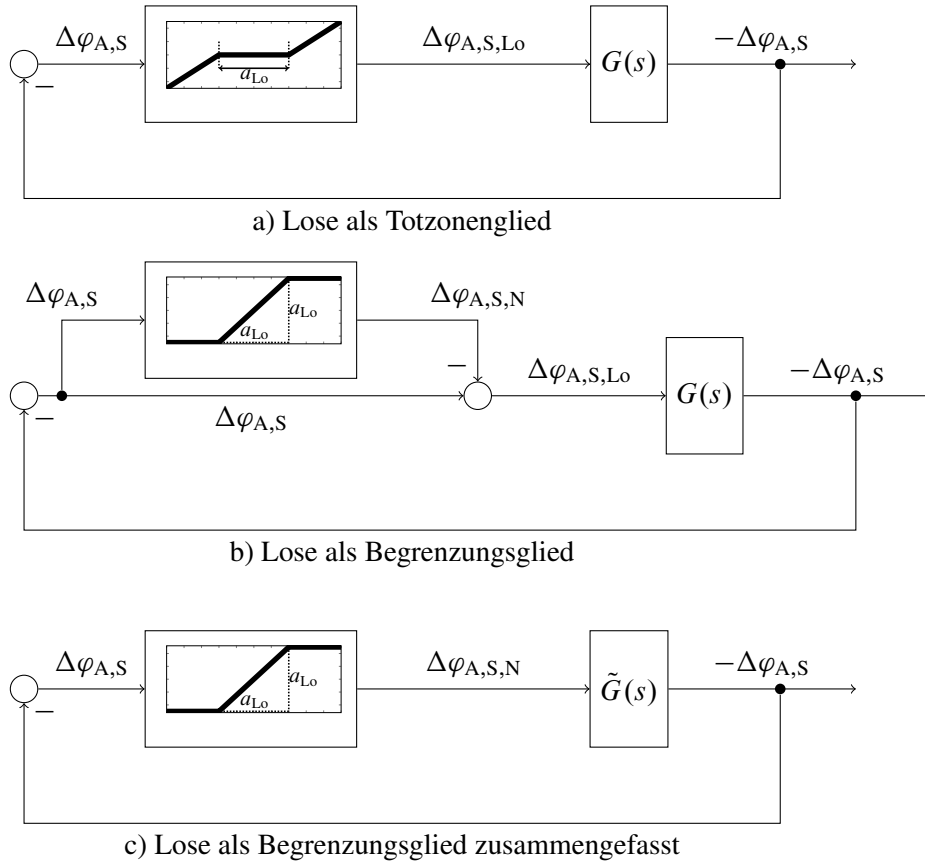 Δφ_A,S
a_Lo
Δφ_A,S,Lo
G(s)
−Δφ_A,S
−
a) Lose als Totzonenglied
Δφ_A,S
a_Lo
a_Lo
Δφ_A,S,N
−
Δφ_A,S
Δφ_A,S,Lo
G(s)
−Δφ_A,S
−
b) Lose als Begrenzungsglied
Δφ_A,S
a_Lo
a_Lo
Δφ_A,S,N
G̃(s)
−Δφ_A,S
−
c) Lose als Begrenzungsglied zusammengefasst